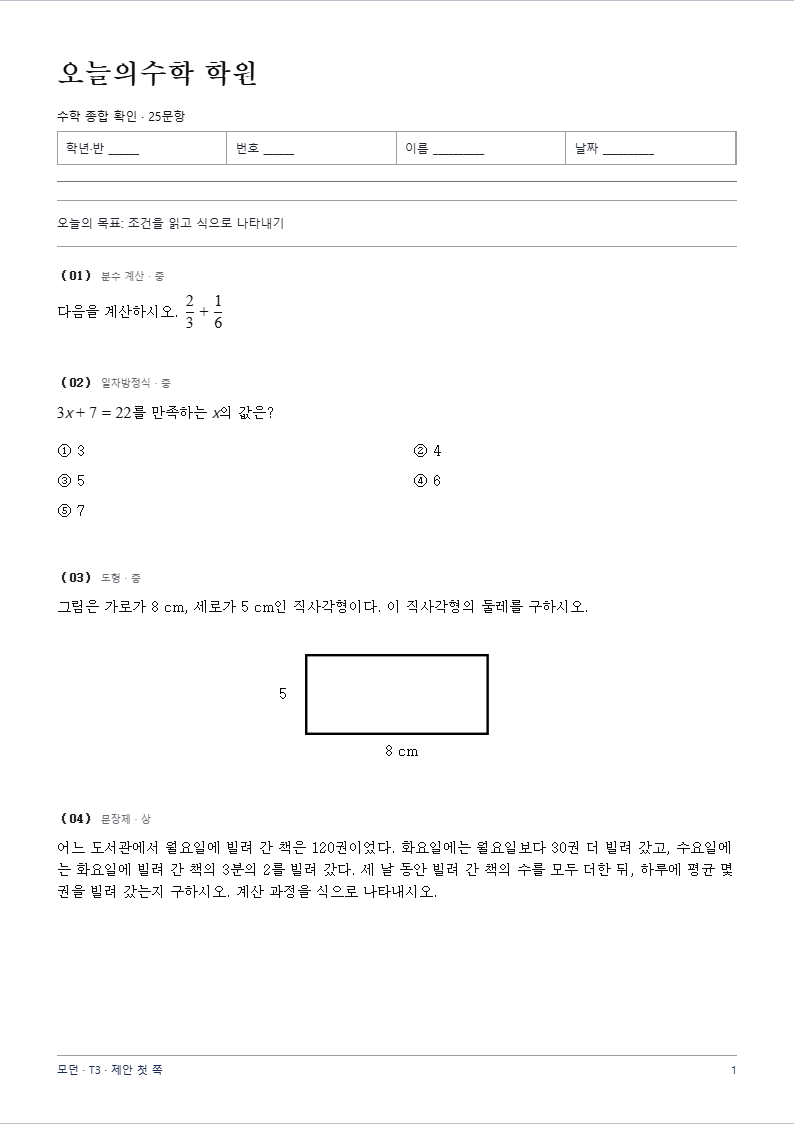 오늘의수학 학원
수학 종합 확인 · 25문항
학년·반 ______ 번호 ______ 이름 __________ 날짜 __________
오늘의 목표: 조건을 읽고 식으로 나타내기
(01) 분수 계산 · 중
다음을 계산하시오. 2/3 + 1/6
(02) 일차방정식 · 중
3x + 7 = 22를 만족하는 x의 값은?
① 3 ② 4
③ 5 ④ 6
⑤ 7
(03) 도형 · 중
그림은 가로가 8 cm, 세로가 5 cm인 직사각형이다. 이 직사각형의 둘레를 구하시오.
5
8 cm
(04) 문장제 · 상
어느 도서관에서 월요일에 빌려 간 책은 120권이었다. 화요일에는 월요일보다 30권 더 빌려 갔고, 수요일에
는 화요일에 빌려 간 책의 3분의 2를 빌려 갔다. 세 날 동안 빌려 간 책의 수를 모두 더한 뒤, 하루에 평균 몇
권을 빌려 갔는지 구하시오. 계산 과정을 식으로 나타내시오.
모던 · T3 · 제안 첫 쪽 1